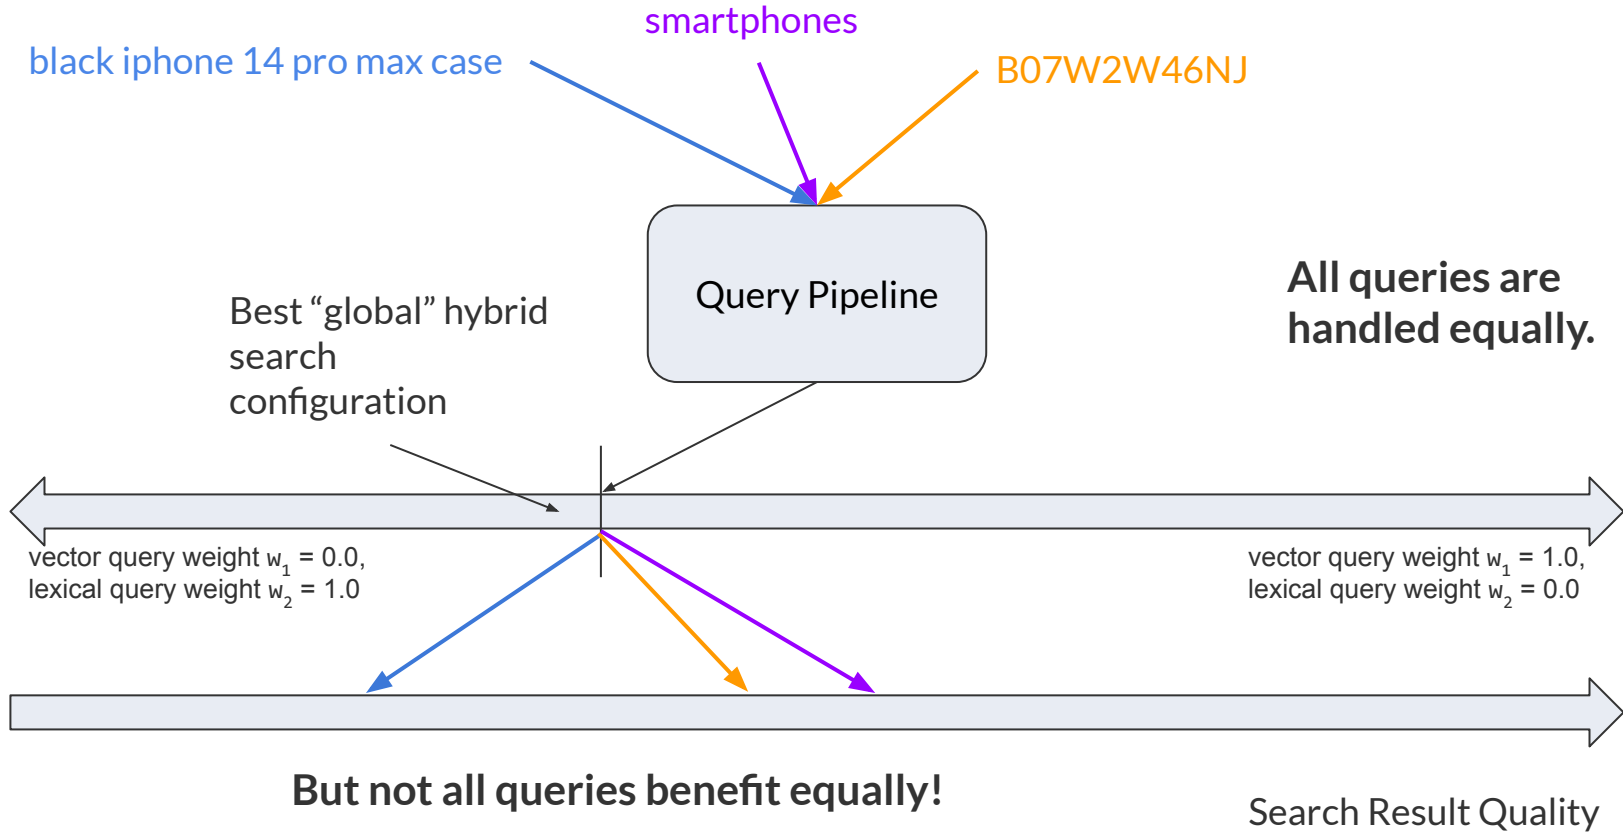 smartphones
black iphone 14 pro max case
B07W2W46NJ
Query Pipeline
All queries are
handled equally.
Best “global” hybrid
search
configuration
vector query weight w₁ = 0.0,
lexical query weight w₂ = 1.0
vector query weight w₁ = 1.0,
lexical query weight w₂ = 0.0
But not all queries benefit equally!
Search Result Quality